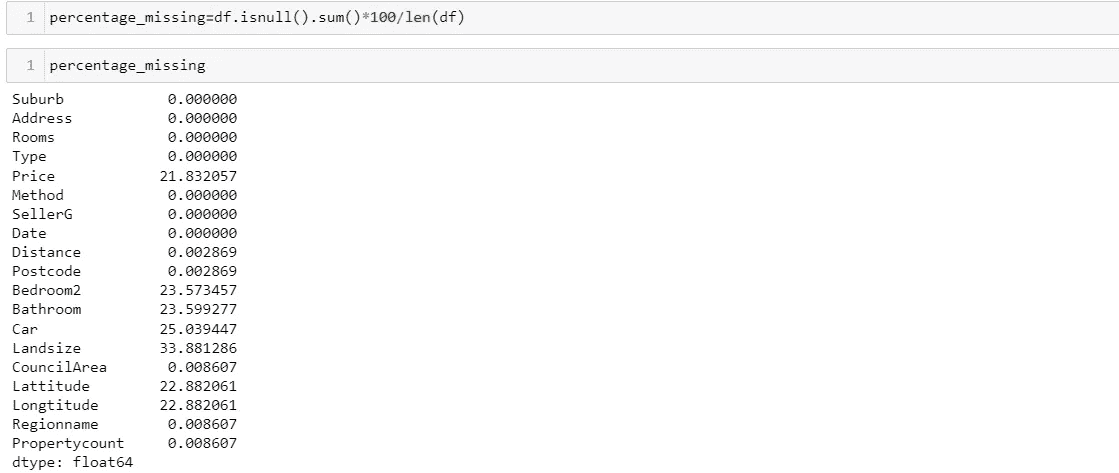 1 percentage_missing=df.isnull().sum()*100/len(df)
1 percentage_missing
Suburb 0.000000
Address 0.000000
Rooms 0.000000
Type 0.000000
Price 21.832057
Method 0.000000
SellerG 0.000000
Date 0.000000
Distance 0.002869
Postcode 0.002869
Bedroom2 23.573457
Bathroom 23.599277
Car 25.039447
Landsize 33.881286
CouncilArea 0.008607
Lattitude 22.882061
Longtitude 22.882061
Regionname 0.008607
Propertycount 0.008607
dtype: float64